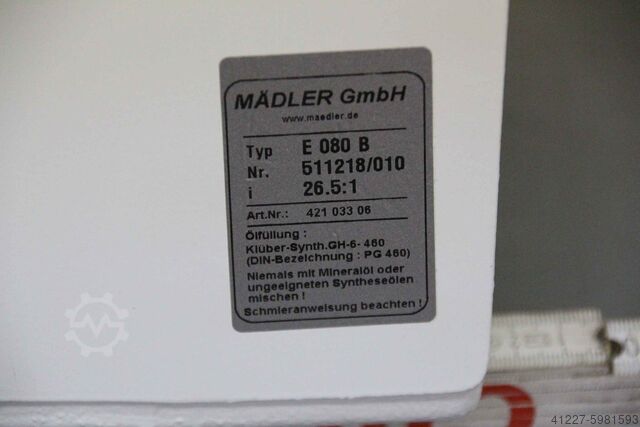 MÄDLER GmbH
www.maedler.de
Typ E 080 B
Nr. 511218/010
i 26.5:1
Art.Nr.: 421 033 06
Ölfüllung :
Klüber-Synth.GH-6- 460
(DIN-Bezeichnung : PG 460)
Niemals mit Mineralöl oder
ungeeigneten Syntheseölen
mischen !
Schmieranweisung beachten !
41227-5981593